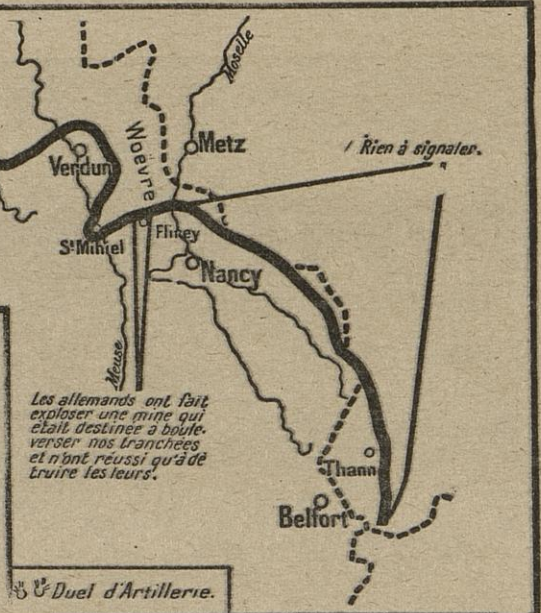 Moselle
Woëvre
Metz
Rien à signaler.
Verdun
Flirey
St Mihiel
Nancy
Meuse
Les allemands ont fait
exploser une mine qui
était destinée à boule-
verser nos tranchées
et n'ont réussi qu'à dé
truire les leurs.
Thann
Belfort
Duel d'Artillerie.